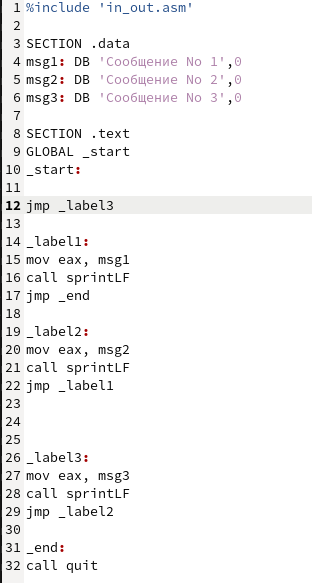 1 %include 'in_out.asm'
2
3 SECTION .data
4 msg1: DB 'Сообщение No 1',0
5 msg2: DB 'Сообщение No 2',0
6 msg3: DB 'Сообщение No 3',0
7
8 SECTION .text
9 GLOBAL _start
10 _start:
11
12 jmp _label3
13
14 _label1:
15 mov eax, msg1
16 call sprintLF
17 jmp _end
18
19 _label2:
20 mov eax, msg2
21 call sprintLF
22 jmp _label1
23
24
25
26 _label3:
27 mov eax, msg3
28 call sprintLF
29 jmp _label2
30
31 _end:
32 call quit